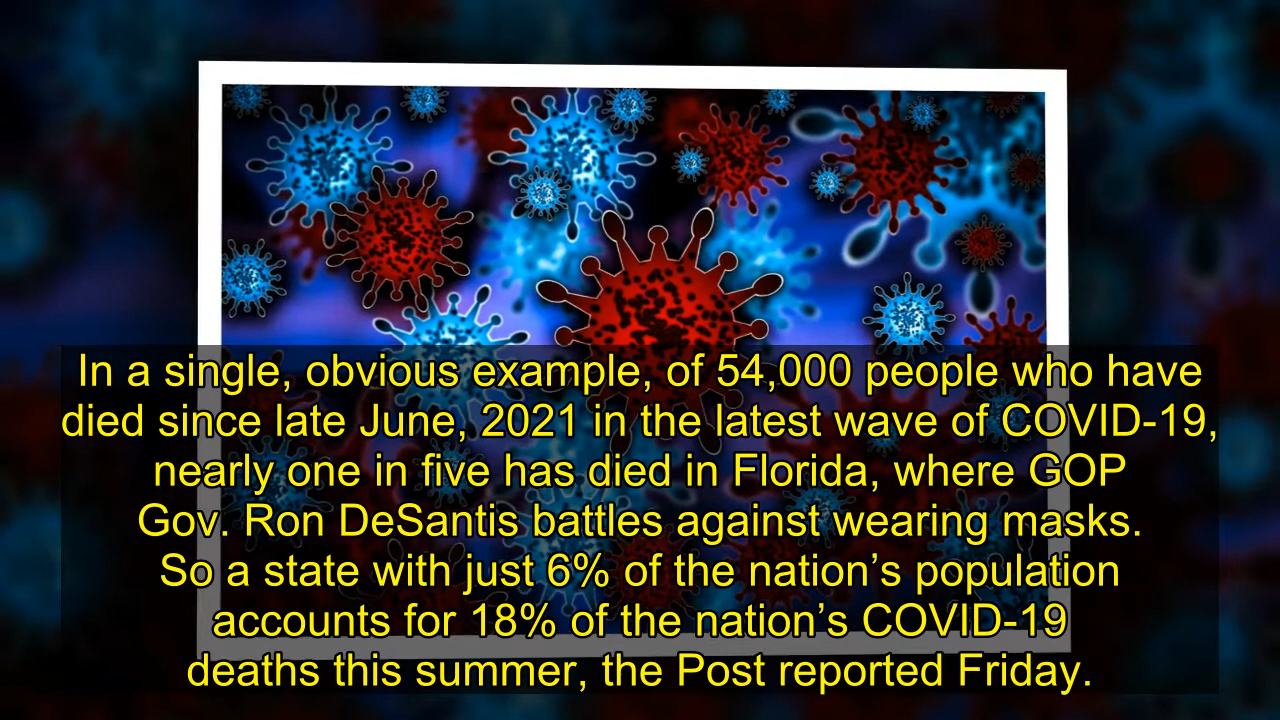 In a single, obvious example, of 54,000 people who have
died since late June, 2021 in the latest wave of COVID-19,
nearly one in five has died in Florida, where GOP
Gov. Ron DeSantis battles against wearing masks.
So a state with just 6% of the nation’s population
accounts for 18% of the nation’s COVID-19
deaths this summer, the Post reported Friday.